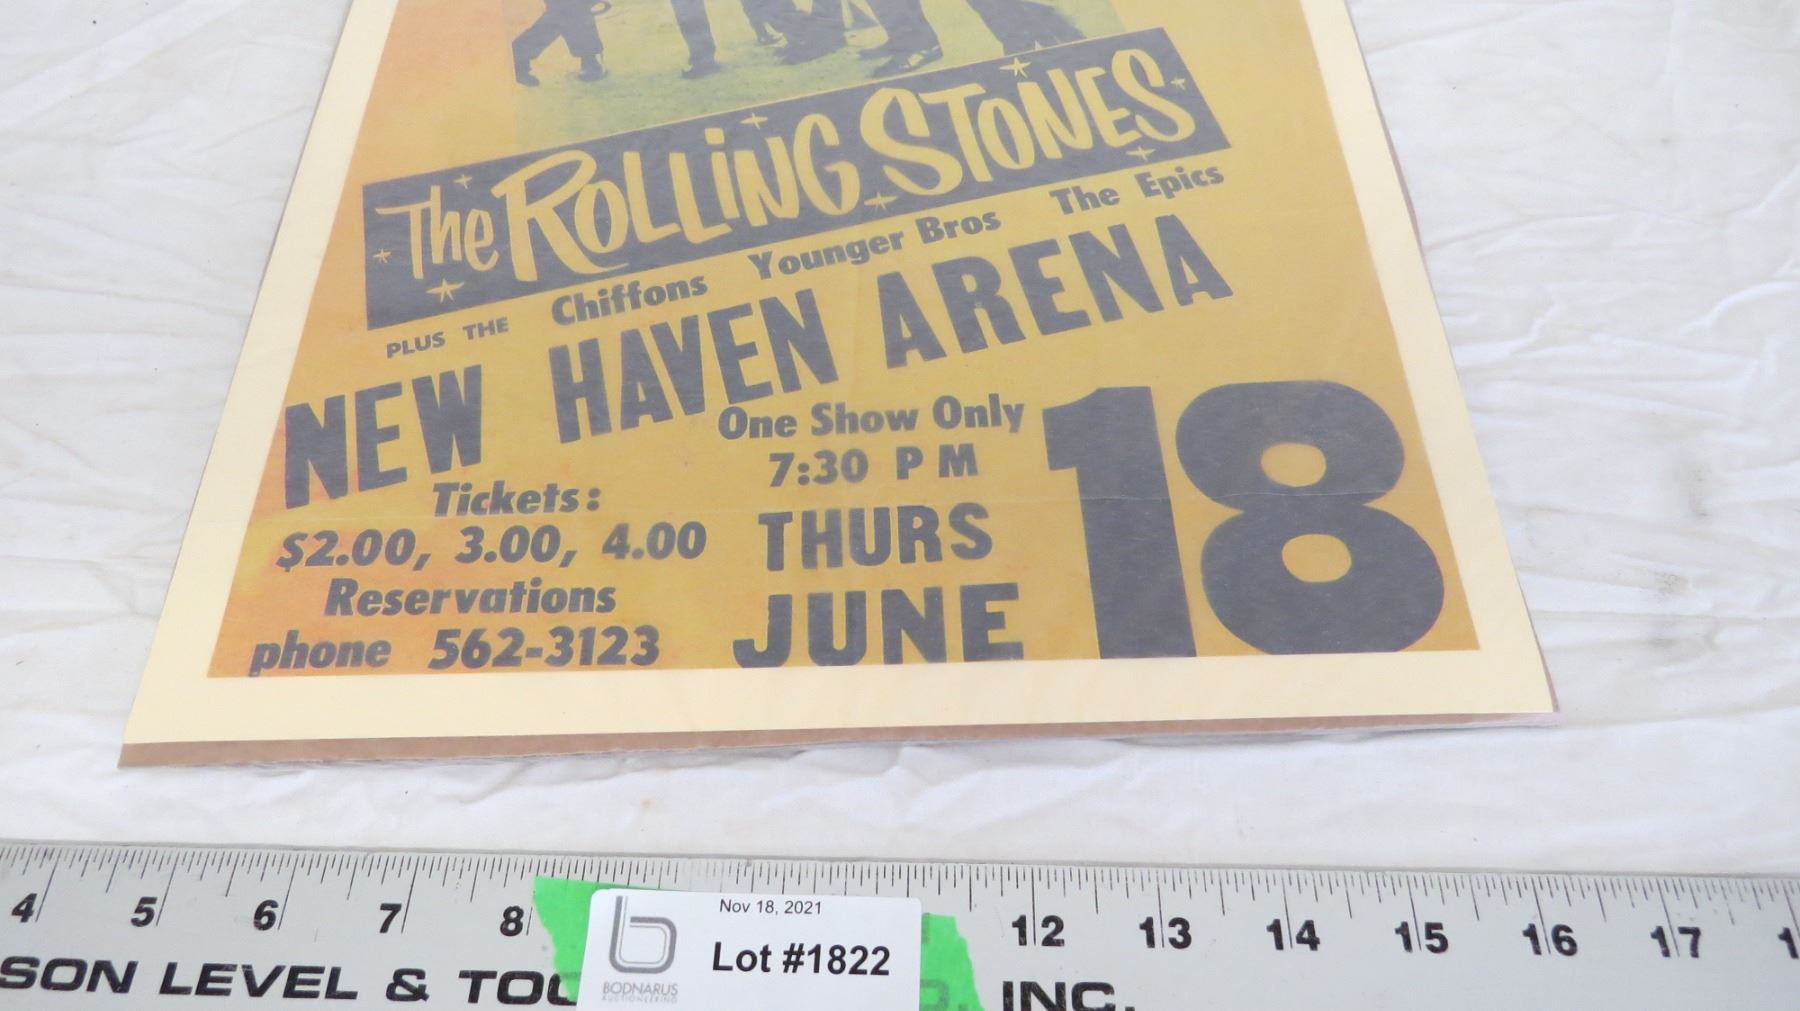 The ROLLiNG STONES
PLUS THE Chiffons Younger Bros The Epics
NEW HAVEN ARENA
One Show Only
7:30 P M
THURS
JUNE 18
Tickets:
$2.00, 3.00, 4.00
Reservations
phone 562-3123
4 5 6 7 8 12 13 14 15 16 17
SON LEVEL & TOO INC.
Nov 18, 2021
Lot #1822
BODNARUS
AUCTIONEERING